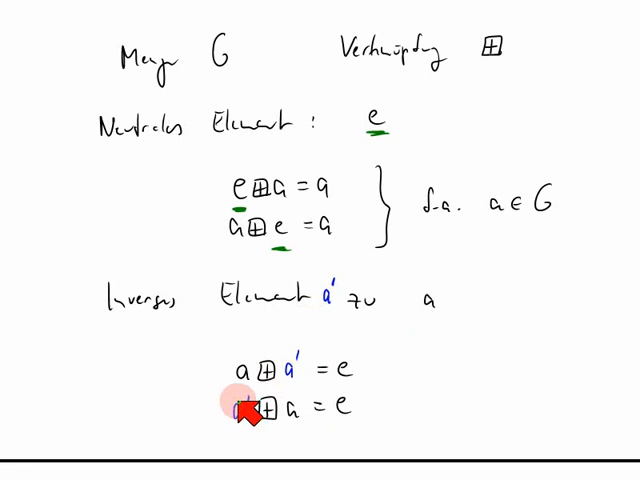 Menge G Verknüpfung ⊞
Neutrales Element : e
e ⊞ a = a
a ⊞ e = a
f.a. a ∈ G
Inverses Element a' zu a
a ⊞ a' = e
a' ⊞ a = e